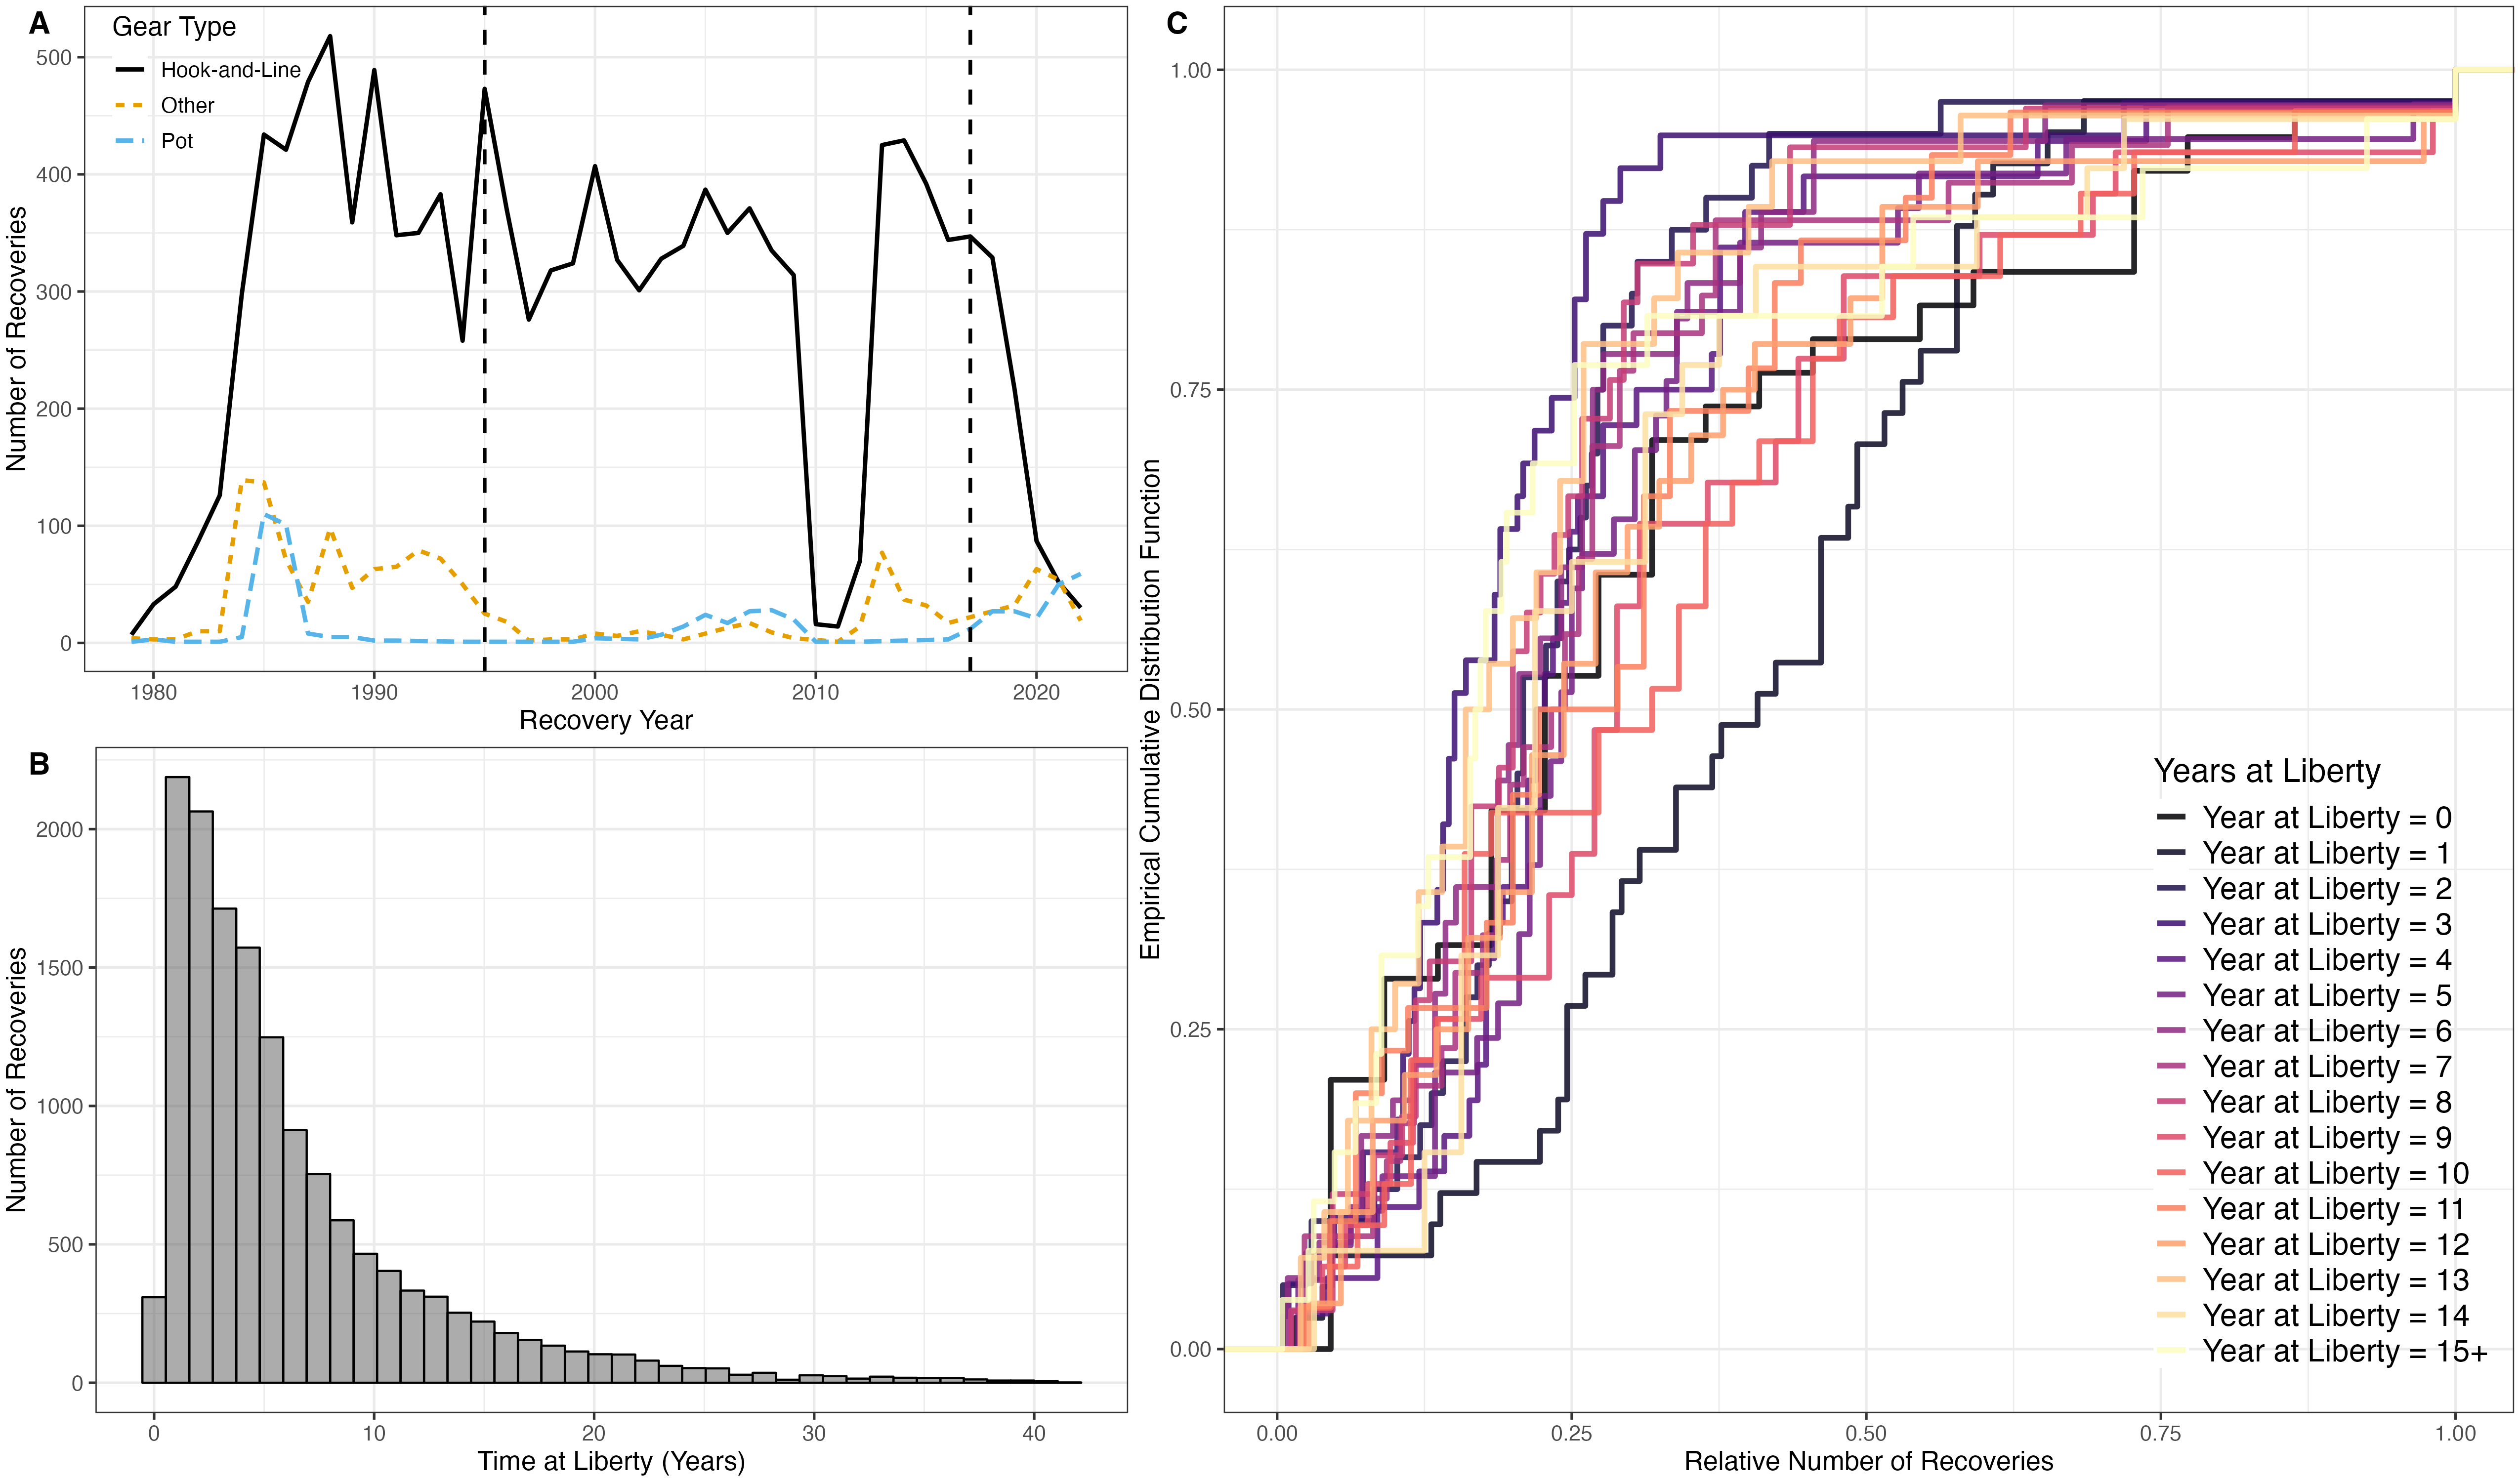 A
Gear Type
Hook-and-Line
Other
Pot
500
400
300
200
100
0
Number of Recoveries
1980
1990
2000
2010
2020
Recovery Year
B
2000
1500
1000
500
0
Number of Recoveries
0
10
20
30
40
Time at Liberty (Years)
C
1.00
0.75
0.50
0.25
0.00
Empirical Cumulative Distribution Function
Years at Liberty
Year at Liberty = 0
Year at Liberty = 1
Year at Liberty = 2
Year at Liberty = 3
Year at Liberty = 4
Year at Liberty = 5
Year at Liberty = 6
Year at Liberty = 7
Year at Liberty = 8
Year at Liberty = 9
Year at Liberty = 10
Year at Liberty = 11
Year at Liberty = 12
Year at Liberty = 13
Year at Liberty = 14
Year at Liberty = 15+
0.00
0.25
0.50
0.75
1.00
Relative Number of Recoveries